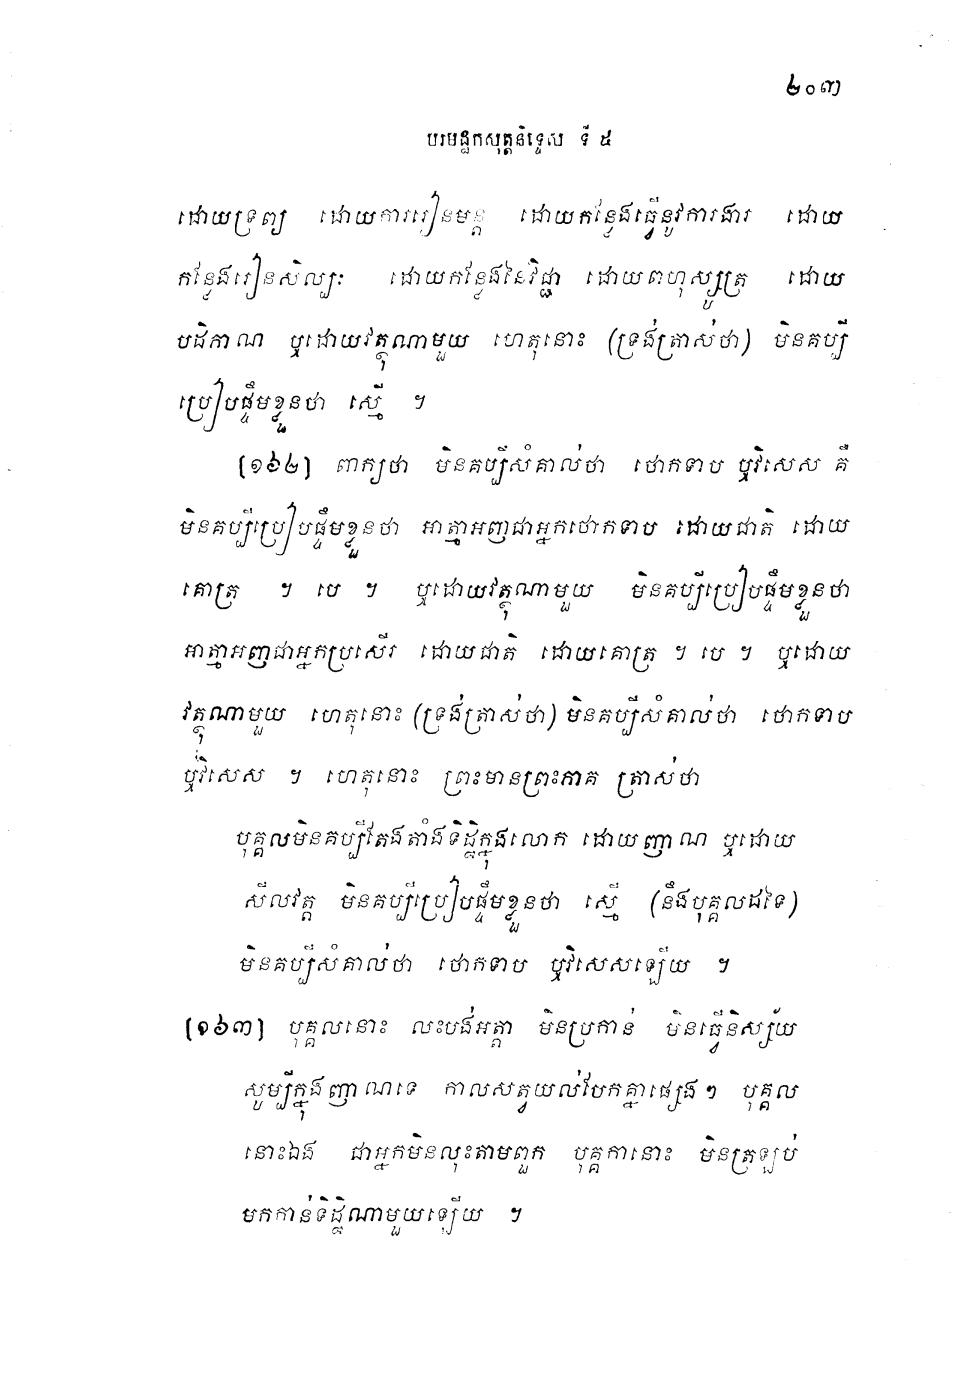 ២០៣
បរមដ្ឋកសុត្តនិទ្ទេស ទី ៥
ដោយទ្រព្យ ដោយការរៀនមន្ត ដោយកន្លែងធ្វើនូវការងារ ដោយ
កន្លែងរៀនសិល្បៈ ដោយកន្លែងនៃវិជ្ជា ដោយពហុស្សូត្រ ដោយ
បដិភាណ ឬដោយវត្ថុណាមួយ ហេតុនោះ (ទ្រង់ត្រាស់ថា) មិនគប្បី
ប្រៀបផ្ទឹមខ្លួនថា ស្មើ ។
(១៦២) ពាក្យថា មិនគប្បីសំគាល់ថា ថោកទាប ឬវិសេស គឺ
មិនគប្បីប្រៀបផ្ទឹមខ្លួនថា អាត្មាអញជាអ្នកថោកទាប ដោយជាតិ ដោយ
គោត្រ ។ បេ ។ ឬដោយវត្ថុណាមួយ មិនគប្បីប្រៀបផ្ទឹមខ្លួនថា
អាត្មាអញជាអ្នកប្រសើរ ដោយជាតិ ដោយគោត្រ ។ បេ ។ ឬដោយ
វត្ថុណាមួយ ហេតុនោះ (ទ្រង់ត្រាស់ថា) មិនគប្បីសំគាល់ថា ថោកទាប
ឬវិសេស ។ ហេតុនោះ ព្រះមានព្រះភាគ ត្រាស់ថា
បុគ្គលមិនគប្បីតែងតាំងទិដ្ឋិក្នុងលោក ដោយញាណ ឬដោយ
សីលវត្ត មិនគប្បីប្រៀបផ្ទឹមខ្លួនថា ស្មើ (នឹងបុគ្គលដទៃ)
មិនគប្បីសំគាល់ថា ថោកទាប ឬវិសេសឡើយ ។
(១៦៣) បុគ្គលនោះ លះបង់អត្តា មិនប្រកាន់ មិនធ្វើនិស្ស័យ
សូម្បីក្នុងញាណទេ កាលសត្វយល់បែកគ្នាផ្សេងៗ បុគ្គល
នោះឯង ជាអ្នកមិនលុះតាមពួក បុគ្គកានោះ មិនត្រឡប់
មកកាន់ទិដ្ឋិណាមួយឡើយ ។